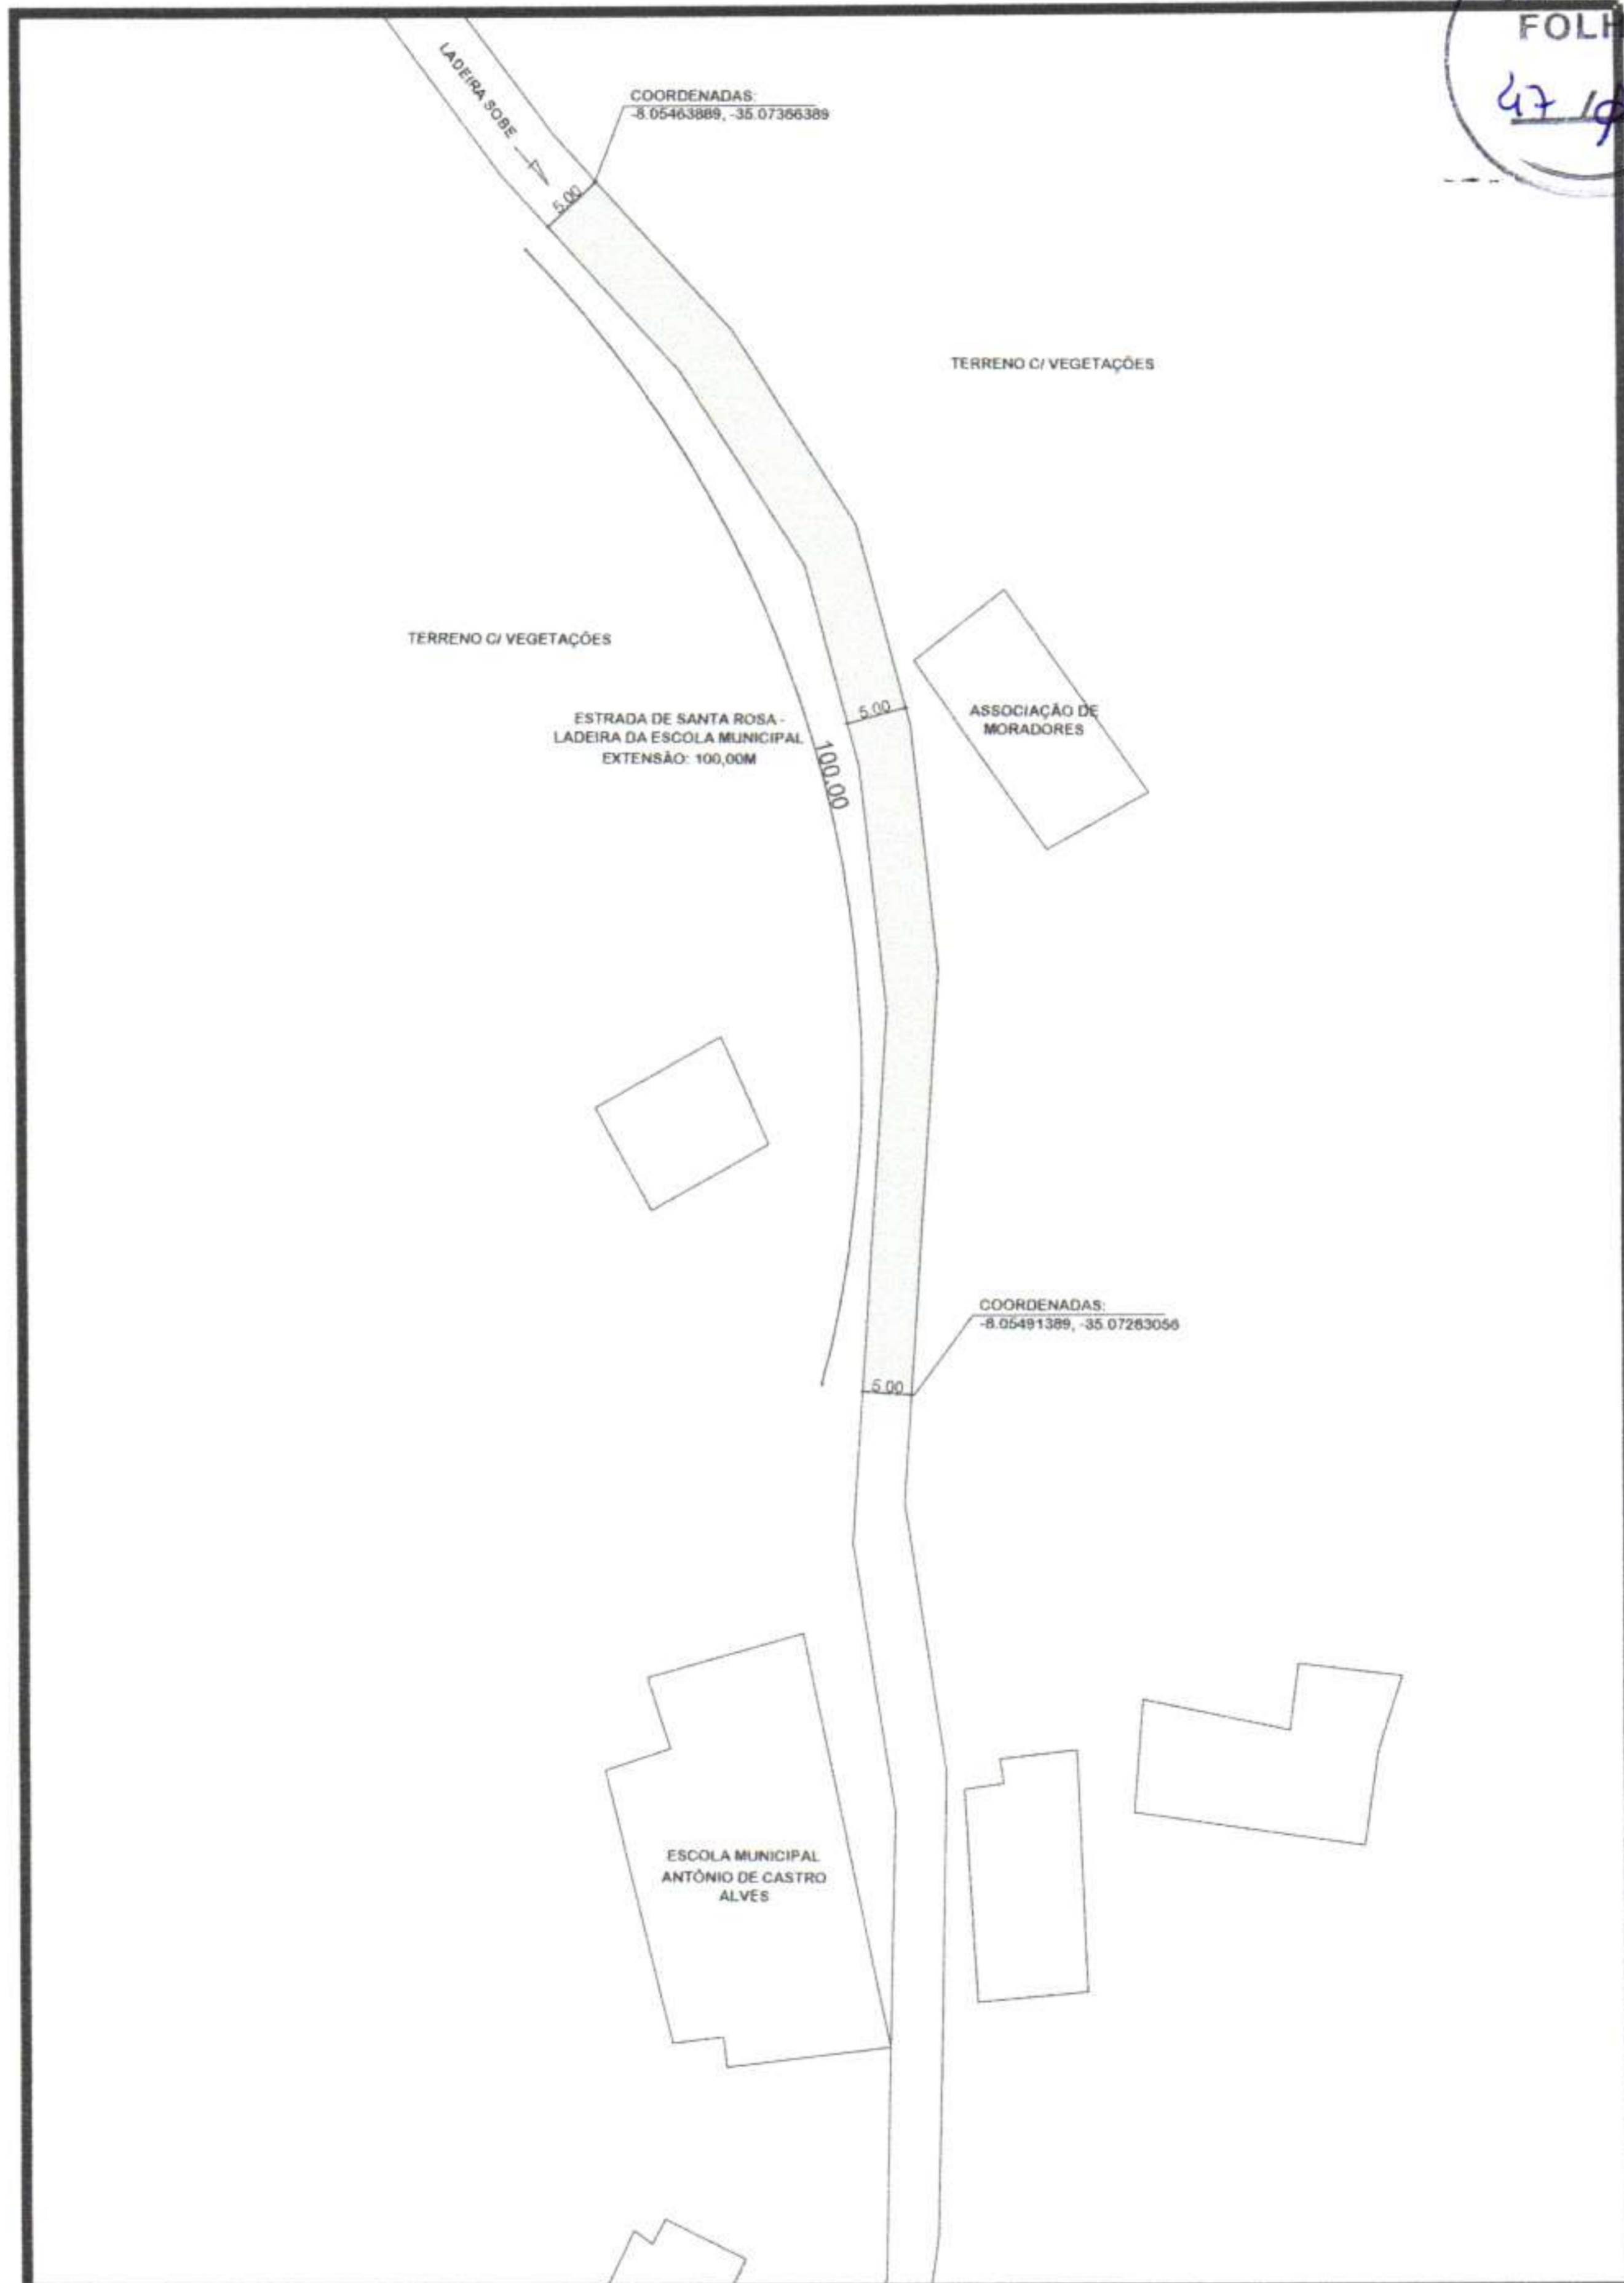 FOLH
47
LADEIRA SOBE
COORDENADAS:
-8.05463889, -35.07366389
5.00
TERRENO C/ VEGETAÇÕES
TERRENO C/ VEGETAÇÕES
ESTRADA DE SANTA ROSA -
LADEIRA DA ESCOLA MUNICIPAL
EXTENSÃO: 100,00M
5.00
100.00
ASSOCIAÇÃO DE
MORADORES
COORDENADAS:
-8.05491389, -35.07283056
5.00
ESCOLA MUNICIPAL
ANTÔNIO DE CASTRO
ALVES